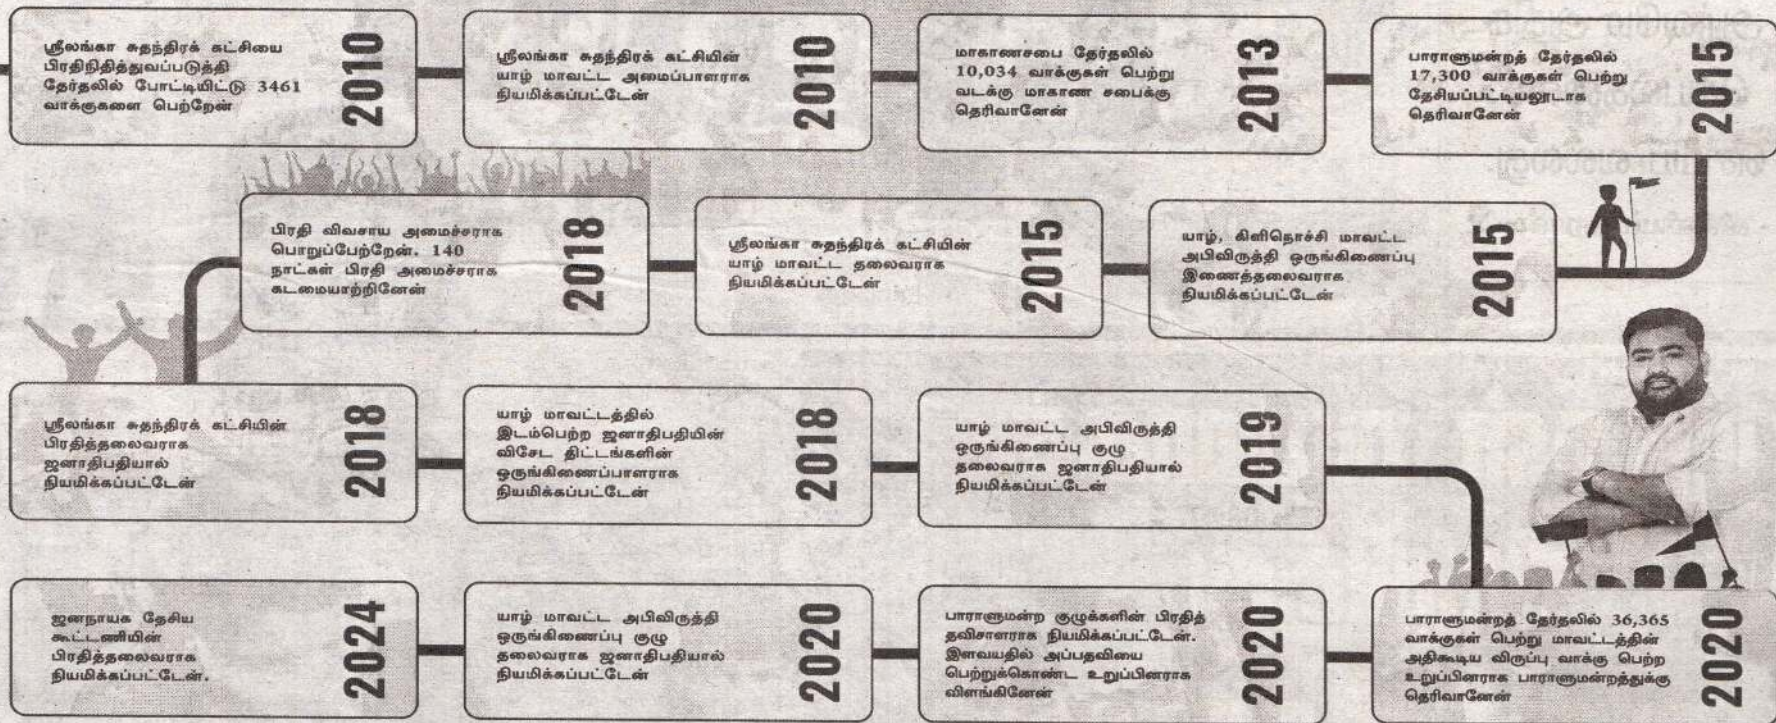 ஸ்ரீலங்கா சுதந்திரக் கட்சியை
பிரதிநிதித்துவப்படுத்தி
தேர்தலில் போட்டியிட்டு 3461
வாக்குகளை பெற்றேன்
2010
ஸ்ரீலங்கா சுதந்திரக் கட்சியின்
யாழ் மாவட்ட அமைப்பாளராக
நியமிக்கப்பட்டேன்
2010
மாகாணசபை தேர்தலில்
10,034 வாக்குகள் பெற்று
வடக்கு மாகாண சபைக்கு
தெரிவானேன்
2013
பாராளுமன்றத் தேர்தலில்
17,300 வாக்குகள் பெற்று
தேசியப்பட்டியலூடாக
தெரிவானேன்
2015
யாழ், கிளிநொச்சி மாவட்ட
அபிவிருத்தி ஒருங்கிணைப்பு
இணைத்தலைவராக
நியமிக்கப்பட்டேன்
2015
ஸ்ரீலங்கா சுதந்திரக் கட்சியின்
யாழ் மாவட்ட தலைவராக
நியமிக்கப்பட்டேன்
2015
பிரதி விவசாய அமைச்சராக
பொறுப்பேற்றேன். 140
நாட்கள் பிரதி அமைச்சராக
கடமையாற்றினேன்
2018
ஸ்ரீலங்கா சுதந்திரக் கட்சியின்
பிரதித்தலைவராக
ஜனாதிபதியால்
நியமிக்கப்பட்டேன்
2018
யாழ் மாவட்டத்தில்
இடம்பெற்ற ஜனாதிபதியின்
விசேட திட்டங்களின்
ஒருங்கிணைப்பாளராக
நியமிக்கப்பட்டேன்
2018
யாழ் மாவட்ட அபிவிருத்தி
ஒருங்கிணைப்பு குழு
தலைவராக ஜனாதிபதியால்
நியமிக்கப்பட்டேன்
2019
பாராளுமன்றத் தேர்தலில் 36,365
வாக்குகள் பெற்று மாவட்டத்தின்
அதிகூடிய விருப்பு வாக்கு பெற்ற
உறுப்பினராக பாராளுமன்றத்துக்கு
தெரிவானேன்
2020
பாராளுமன்ற குழுக்களின் பிரதித்
தவிசாளராக நியமிக்கப்பட்டேன்.
இளவயதில் அப்பதவியை
பெற்றுக்கொண்ட உறுப்பினராக
விளங்கினேன்
2020
யாழ் மாவட்ட அபிவிருத்தி
ஒருங்கிணைப்பு குழு
தலைவராக ஜனாதிபதியால்
நியமிக்கப்பட்டேன்
2020
ஜனநாயக தேசிய
கூட்டணியின்
பிரதித்தலைவராக
நியமிக்கப்பட்டேன்.
2024